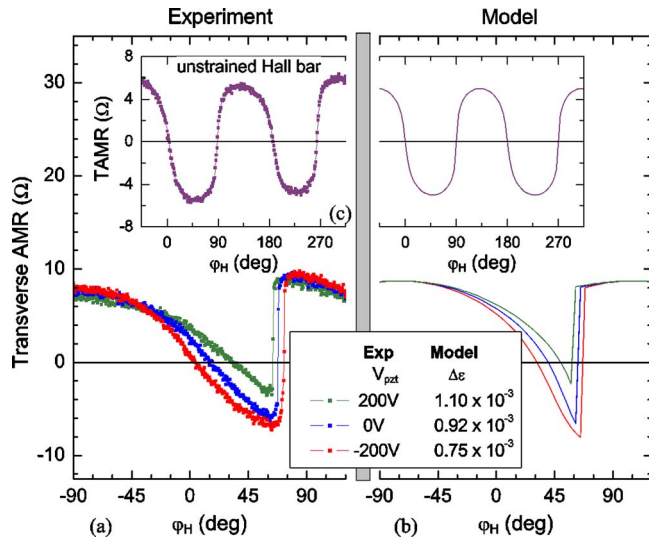 Experiment
Model
Transverse AMR (Ω)
30
20
10
0
-10
TAMR (Ω)
8
4
0
-4
-8
unstrained Hall bar
(c)
0 90 180 270
φH (deg)
0 90 180 270
φH (deg)
Exp Model
Vpzt Δε
200V 1.10 x 10⁻³
0V 0.92 x 10⁻³
-200V 0.75 x 10⁻³
-90 -45 0 45 90
(a) φH (deg)
-90 -45 0 45 90
(b) φH (deg)